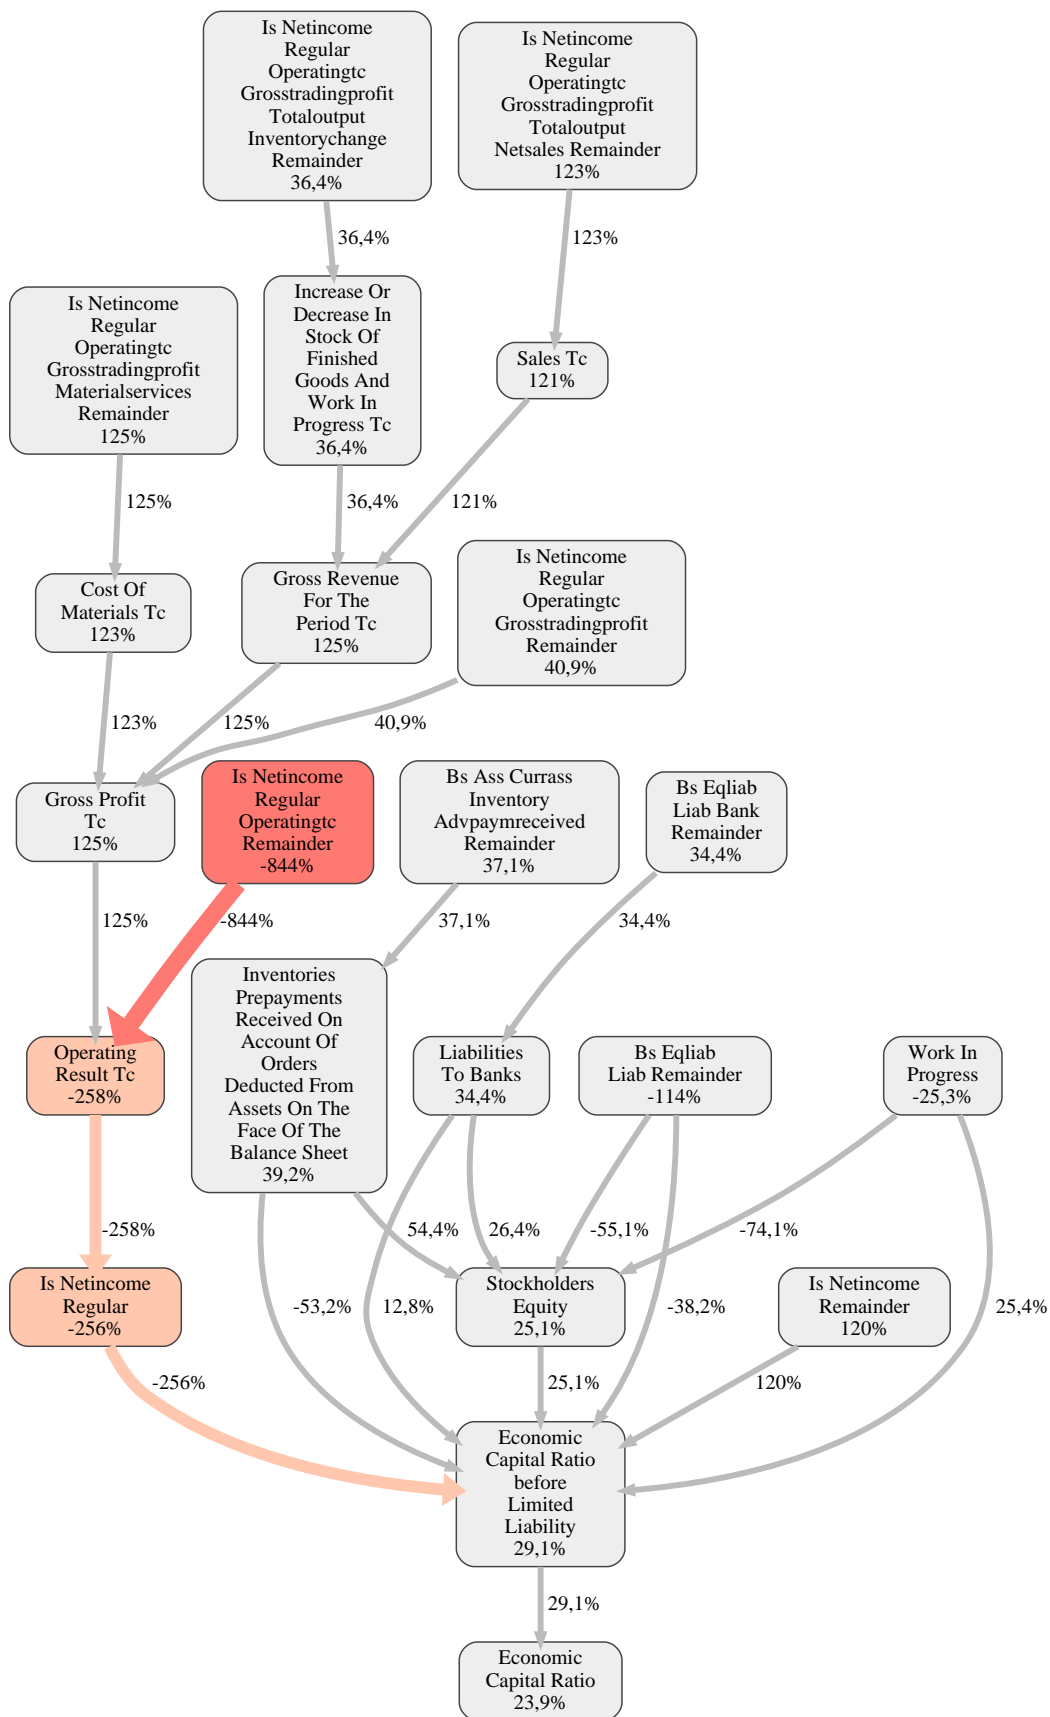 Is Netincome
Regular
Operatingtc
Grosstradingprofit
Totaloutput
Inventorychange
Remainder
36,4%
Is Netincome
Regular
Operatingtc
Grosstradingprofit
Totaloutput
Netsales Remainder
123%
36,4%
123%
Is Netincome
Regular
Operatingtc
Grosstradingprofit
Materialservices
Remainder
125%
Increase Or
Decrease In
Stock Of
Finished
Goods And
Work In
Progress Tc
36,4%
Sales Tc
121%
125%
36,4%
121%
Cost Of
Materials Tc
123%
Gross Revenue
For The
Period Tc
125%
Is Netincome
Regular
Operatingtc
Grosstradingprofit
Remainder
40,9%
123%
125%
40,9%
Gross Profit
Tc
125%
Is Netincome
Regular
Operatingtc
Remainder
-844%
Bs Ass Currass
Inventory
Advpaymreceived
Remainder
37,1%
Bs Eqliab
Liab Bank
Remainder
34,4%
125%
-844%
37,1%
34,4%
Operating
Result Tc
-258%
Inventories
Prepayments
Received On
Account Of
Orders
Deducted From
Assets On The
Face Of The
Balance Sheet
39,2%
Liabilities
To Banks
34,4%
Bs Eqliab
Liab Remainder
-114%
Work In
Progress
-25,3%
-258%
54,4%
26,4%
-55,1%
-74,1%
Is Netincome
Regular
-256%
-53,2%
12,8%
Stockholders
Equity
25,1%
-38,2%
Is Netincome
Remainder
120%
25,4%
-256%
25,1%
120%
Economic
Capital Ratio
before
Limited
Liability
29,1%
29,1%
Economic
Capital Ratio
23,9%